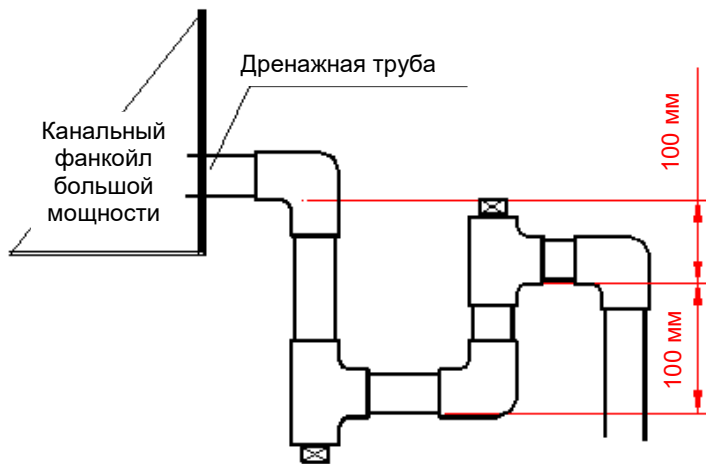 Дренажная труба
Канальный
фанкойл
большой
мощности
100 мм
100 мм